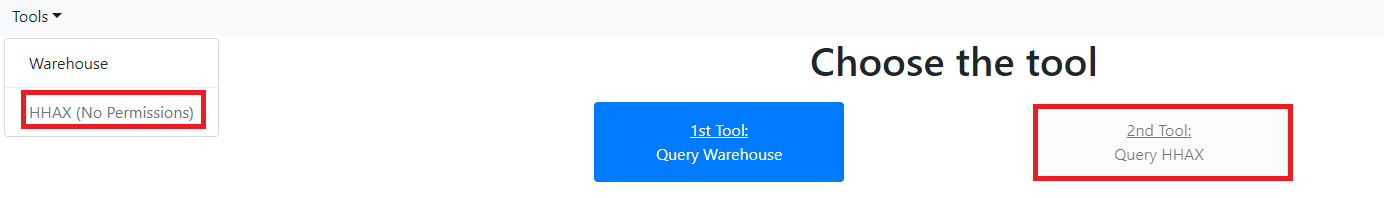 Tools
Warehouse
HHAX (No Permissions)
Choose the tool
1st Tool:
Query Warehouse
2nd Tool:
Query HHAX